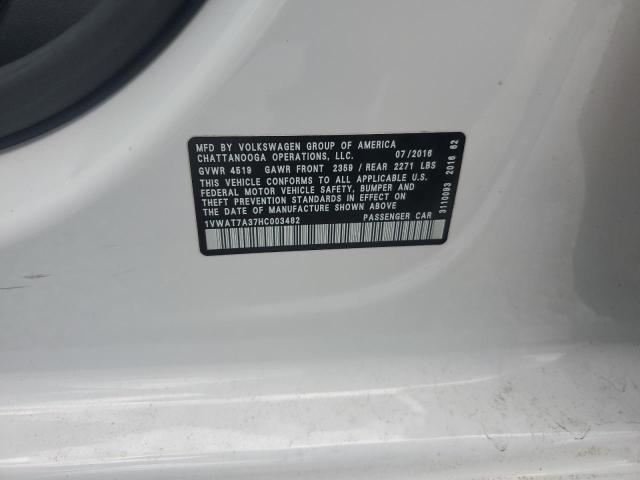 MFD BY VOLKSWAGEN GROUP OF AMERICA
CHATTANOOGA OPERATIONS, LLC. 07/2016
GVWR 4519 GAWR FRONT 2359 / REAR 2271 LBS
THIS VEHICLE CONFORMS TO ALL APPLICABLE U.S.
FEDERAL MOTOR VEHICLE SAFETY, BUMPER AND
THEFT PREVENTION STANDARDS IN EFFECT ON
THE DATE OF MANUFACTURE SHOWN ABOVE.
1VWAT7A37HC003482 PASSENGER CAR
3110093 2016 62